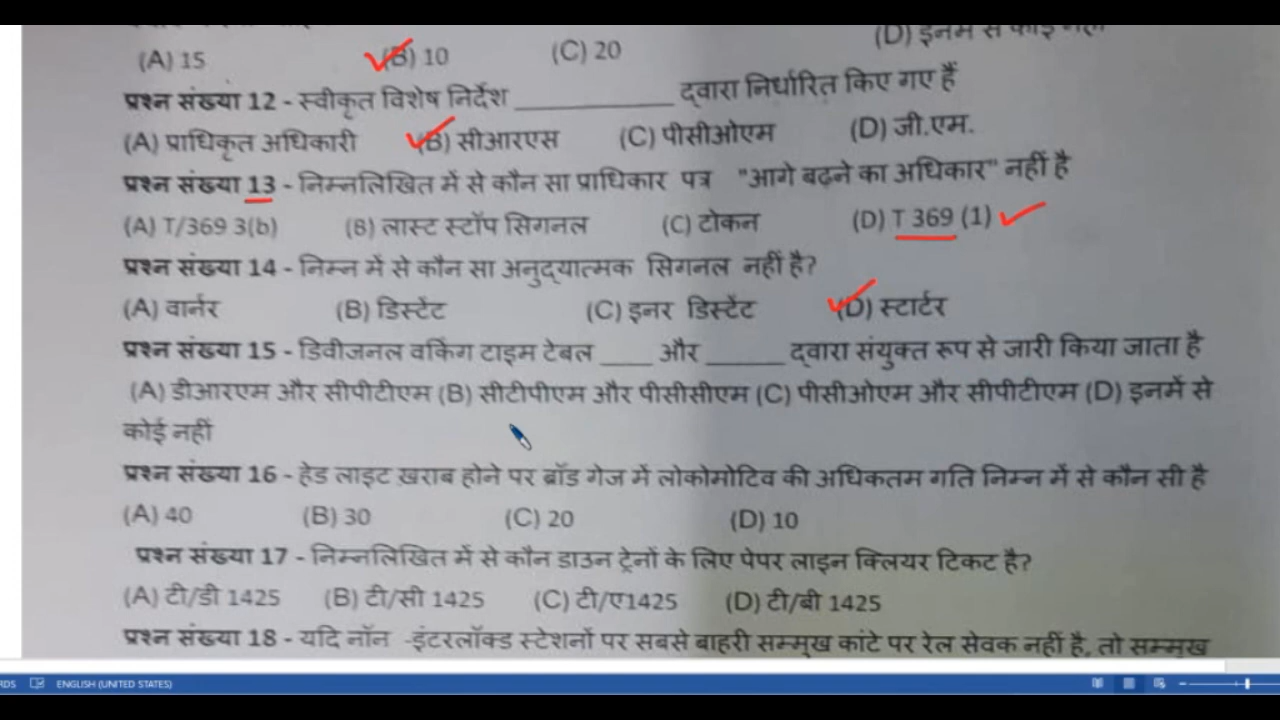 (A) 15 (B) 10 (C) 20 (D) इनमें से कोई नहीं
प्रश्न संख्या 12 - स्वीकृत विशेष निर्देश ____________ द्वारा निर्धारित किए गए हैं
(A) प्राधिकृत अधिकारी (B) सीआरएस (C) पीसीओएम (D) जी.एम.
प्रश्न संख्या 13 - निम्नलिखित में से कौन सा प्राधिकार पत्र "आगे बढ़ने का अधिकार" नहीं है
(A) T/369 3(b) (B) लास्ट स्टॉप सिगनल (C) टोकन (D) T 369 (1)
प्रश्न संख्या 14 - निम्न में से कौन सा अनुद्यात्मक सिगनल नहीं है?
(A) वार्नर (B) डिस्टेंट (C) इनर डिस्टेंट (D) स्टार्टर
प्रश्न संख्या 15 - डिवीजनल वर्किंग टाइम टेबल ____ और ______ द्वारा संयुक्त रूप से जारी किया जाता है
(A) डीआरएम और सीपीटीएम (B) सीटीपीएम और पीसीसीएम (C) पीसीओएम और सीपीटीएम (D) इनमें से
कोई नहीं
प्रश्न संख्या 16 - हेड लाइट ख़राब होने पर ब्रॉड गेज में लोकोमोटिव की अधिकतम गति निम्न में से कौन सी है
(A) 40 (B) 30 (C) 20 (D) 10
प्रश्न संख्या 17 - निम्नलिखित में से कौन डाउन ट्रेनों के लिए पेपर लाइन क्लियर टिकट है?
(A) टी/डी 1425 (B) टी/सी 1425 (C) टी/ए1425 (D) टी/बी 1425
प्रश्न संख्या 18 - यदि नॉन -इंटरलॉक्ड स्टेशनों पर सबसे बाहरी सम्मुख कांटे पर रेल सेवक नहीं है, तो सम्मुख
ENGLISH (UNITED STATES)